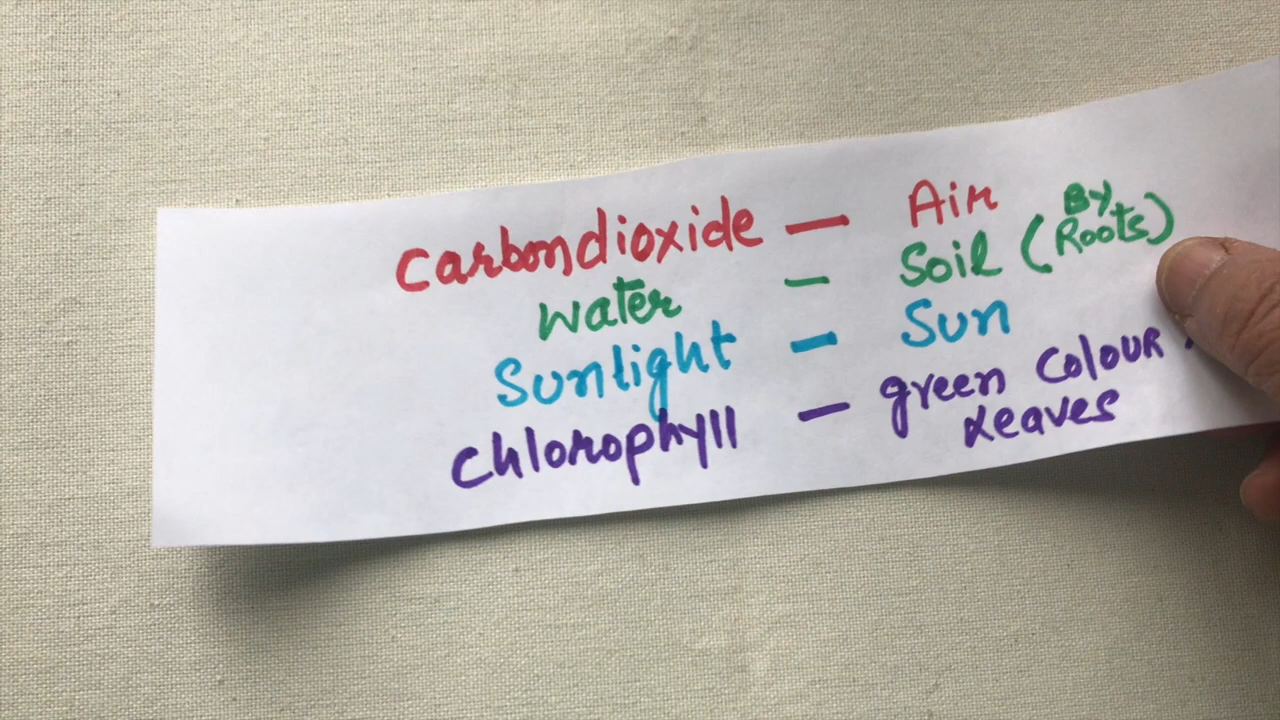 Carbondioxide — Air
Water — Soil (By Roots)
Sunlight — Sun
Chlorophyll — green Colour
Leaves